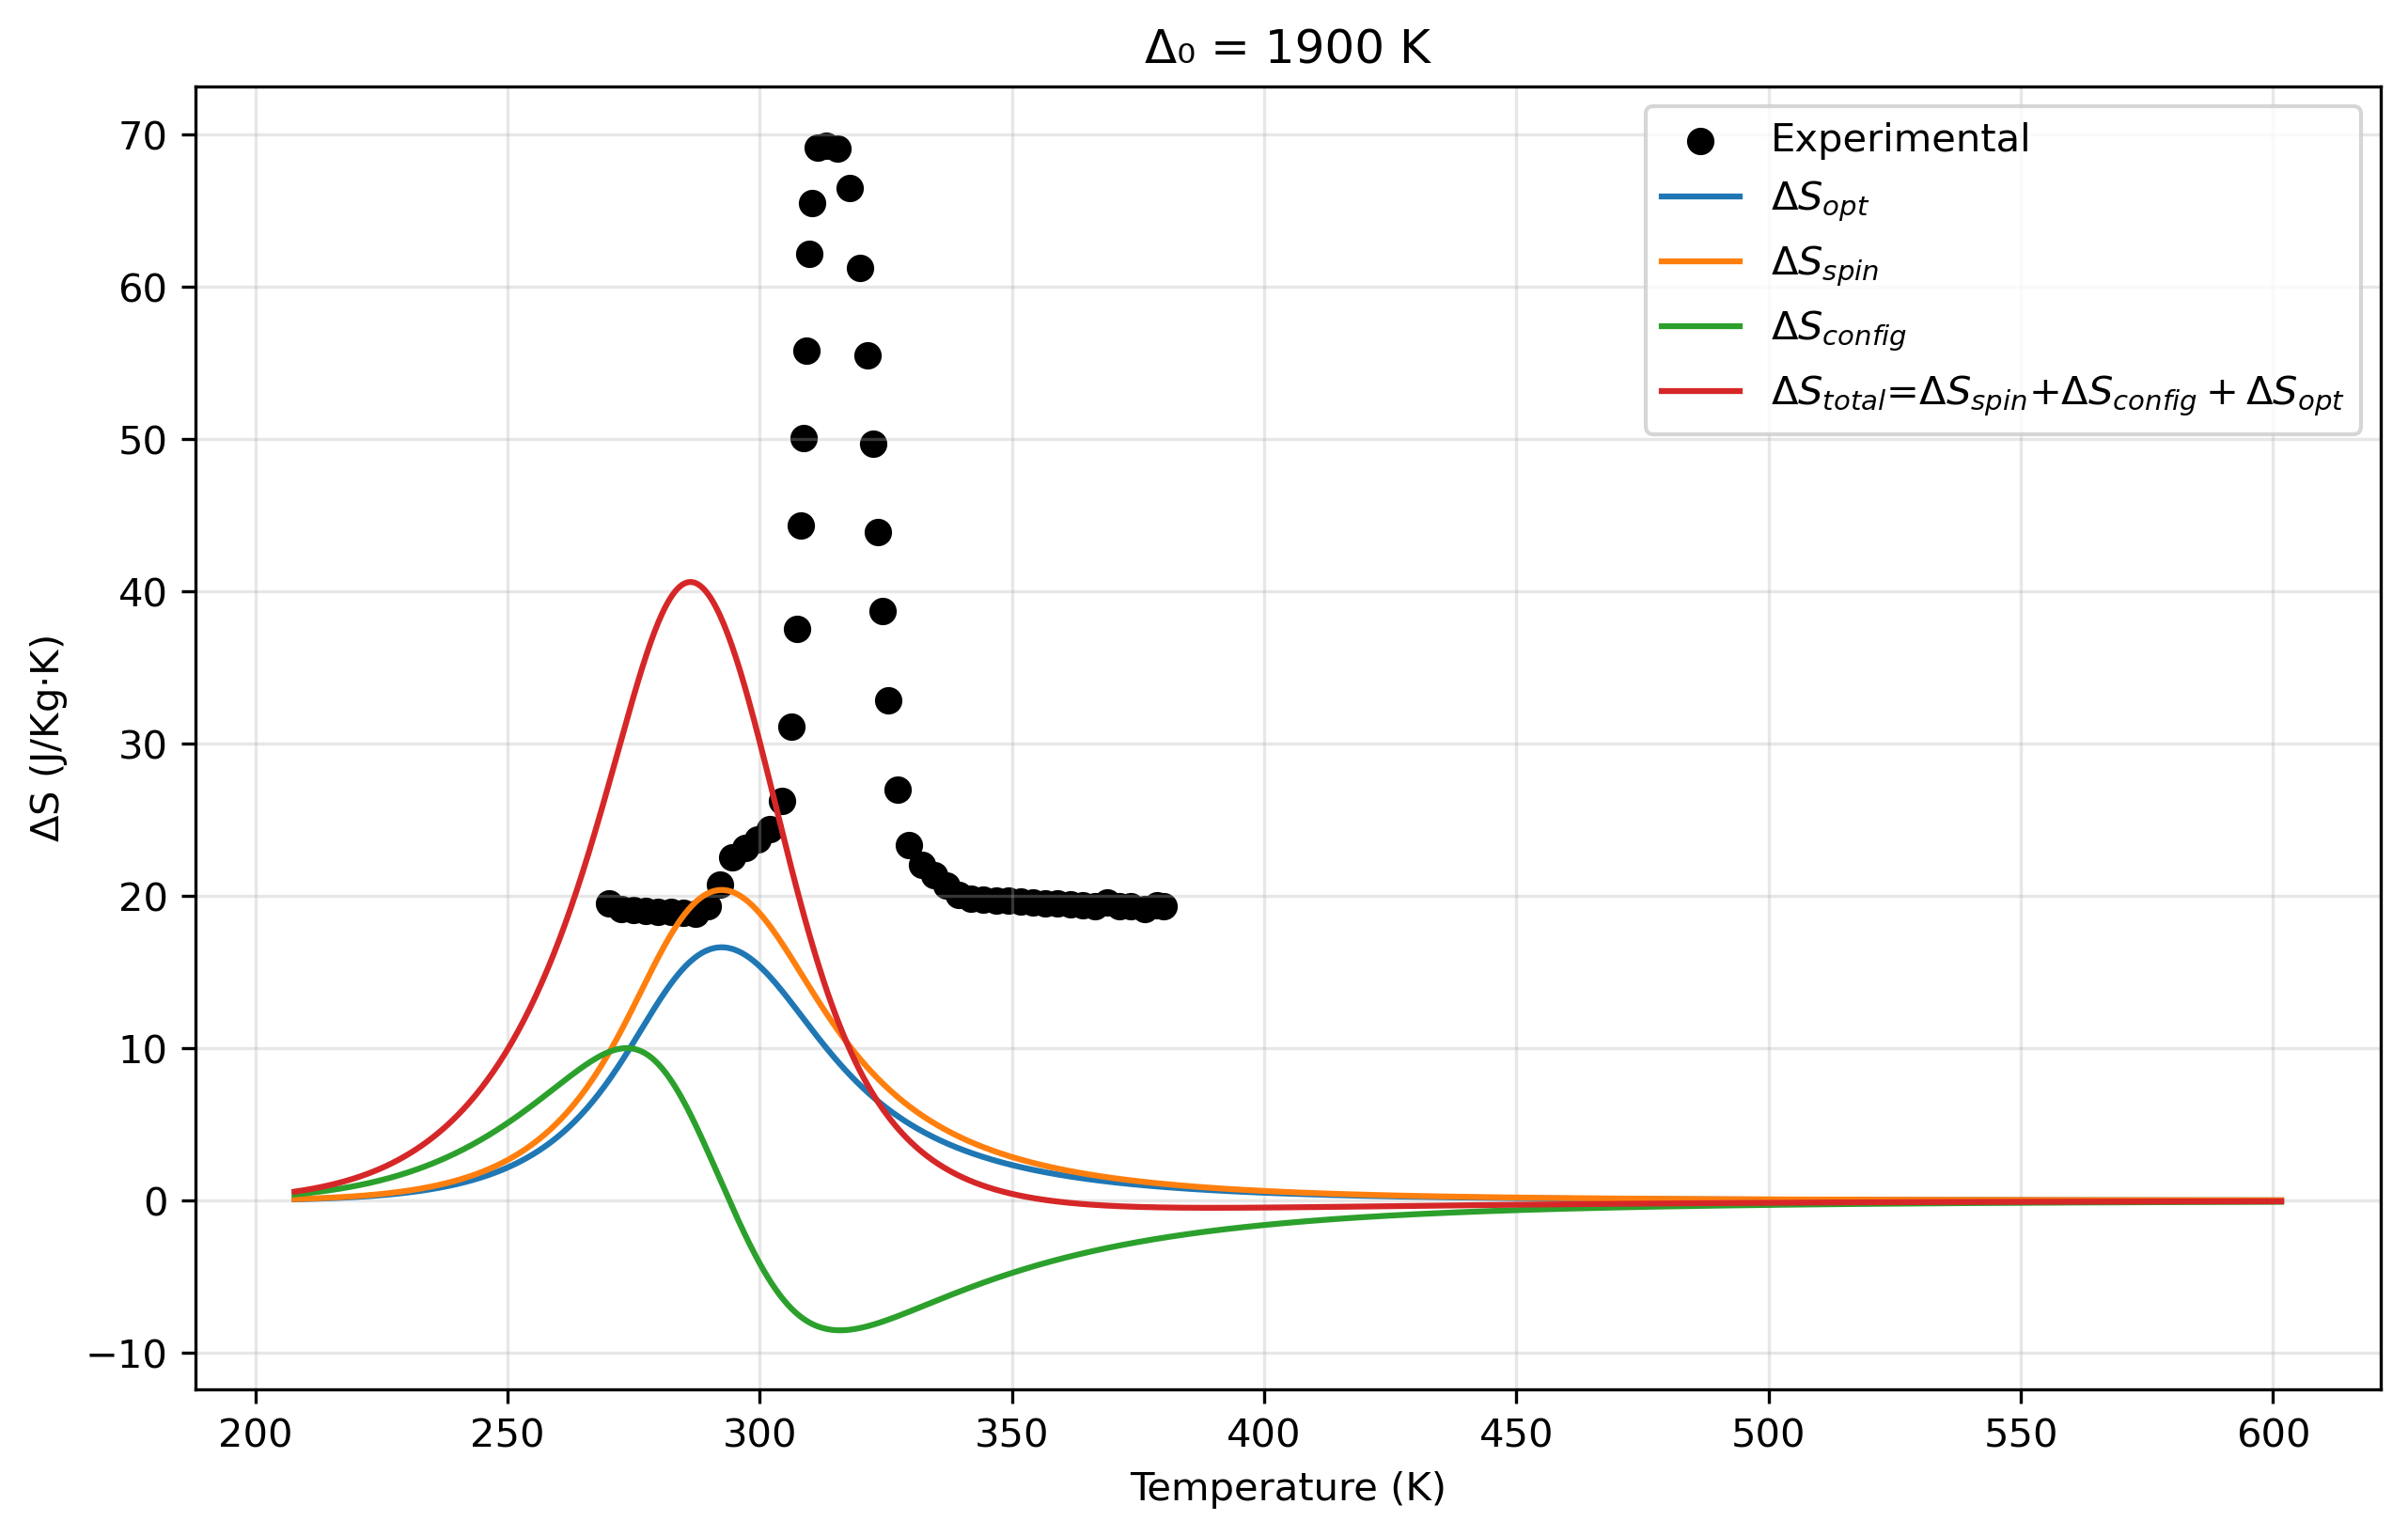 Δ₀ = 1900 K
70
60
50
40
30
20
10
0
−10
ΔS (J/Kg·K)
Experimental
ΔS_opt
ΔS_spin
ΔS_config
ΔS_total=ΔS_spin+ΔS_config + ΔS_opt
200 250 300 350 400 450 500 550 600
Temperature (K)